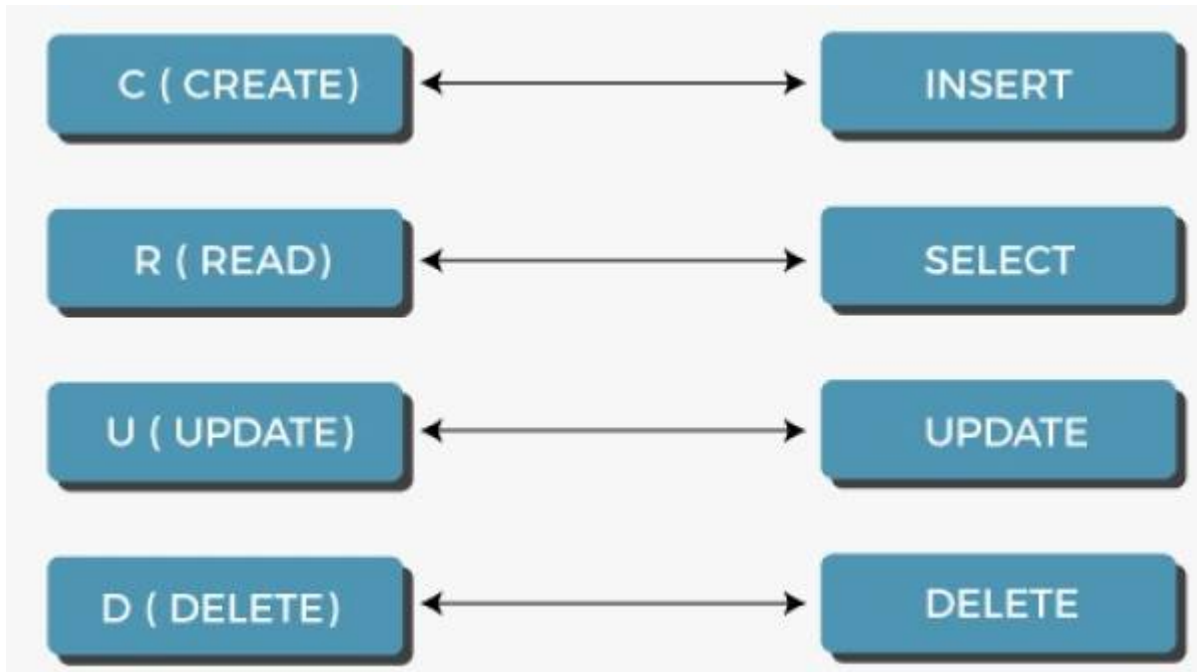 C ( CREATE)
INSERT
R ( READ)
SELECT
U ( UPDATE)
UPDATE
D ( DELETE)
DELETE